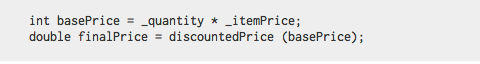 int basePrice = _quantity * _itemPrice;
double finalPrice = discountedPrice (basePrice);